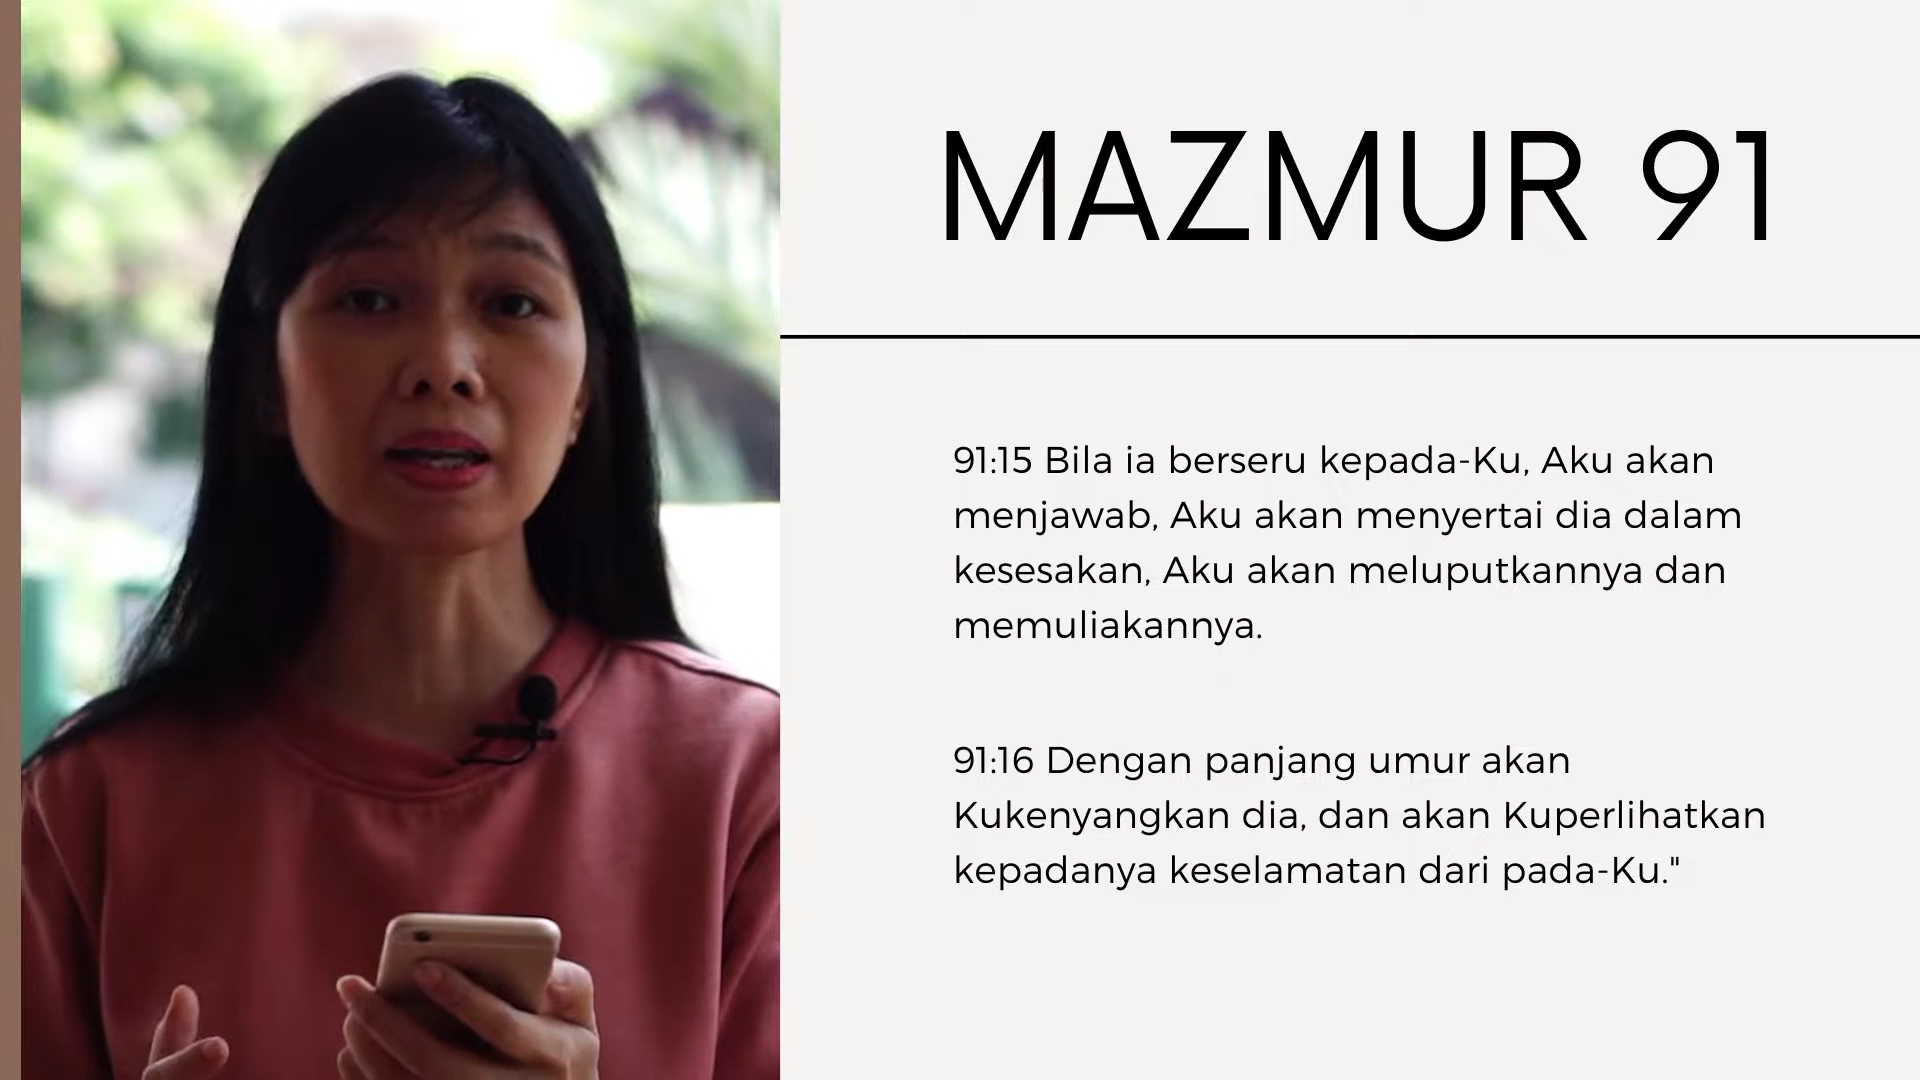 MAZMUR 91
91:15 Bila ia berseru kepada-Ku, Aku akan
menjawab, Aku akan menyertai dia dalam
kesesakan, Aku akan meluputkannya dan
memuliakannya.
91:16 Dengan panjang umur akan
Kukenyangkan dia, dan akan Kuperlihatkan
kepadanya keselamatan dari pada-Ku."